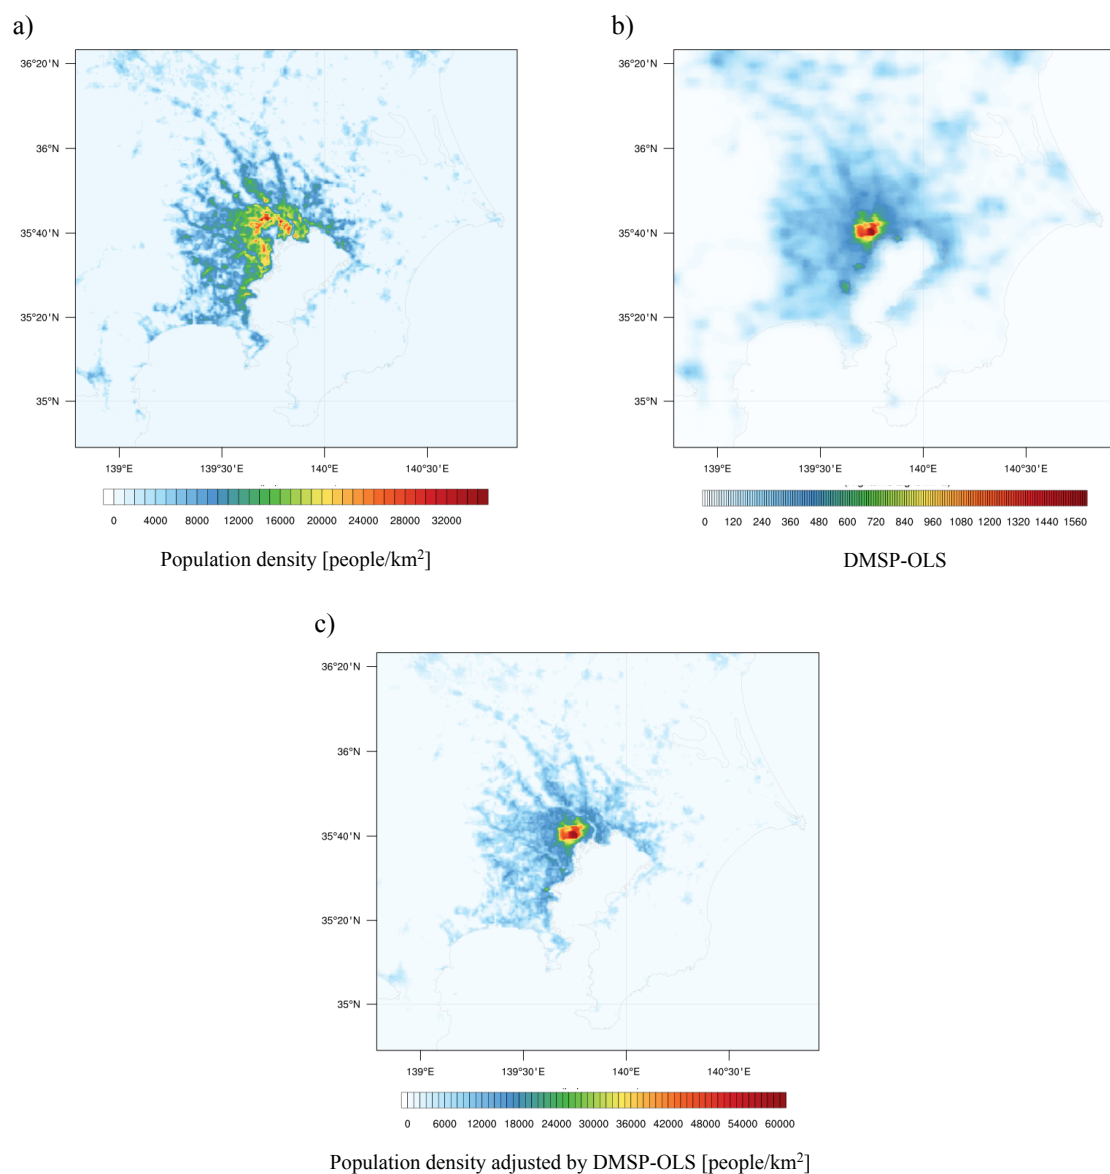 a)
b)
36°20'N
36°N
35°40'N
35°20'N
35°N
139°E 139°30'E 140°E 140°30'E
0 4000 8000 12000 16000 20000 24000 28000 32000
Population density [people/km²]
36°20'N
36°N
35°40'N
35°20'N
35°N
139°E 139°30'E 140°E 140°30'E
0 120 240 360 480 600 720 840 960 1080 1200 1320 1440 1560
DMSP-OLS
c)
36°20'N
36°N
35°40'N
35°20'N
35°N
139°E 139°30'E 140°E 140°30'E
0 6000 12000 18000 24000 30000 36000 42000 48000 54000 60000
Population density adjusted by DMSP-OLS [people/km²]